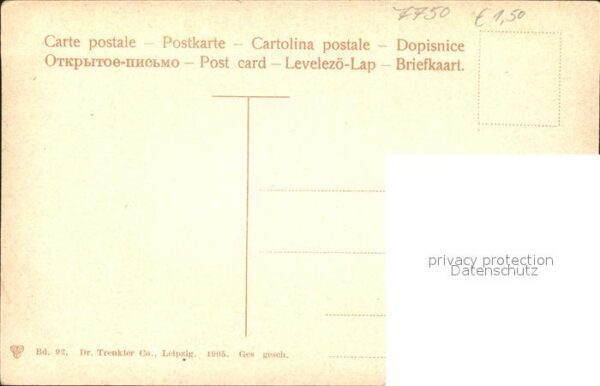 7750 € 1,50
Carte postale – Postkarte – Cartolina postale – Dopisnice
Открытое-письмо – Post card – Levelező-Lap – Briefkaart.
privacy protection
Datenschutz
Bd. 92. Dr. Trenkler Co., Leipzig. 1905. Ges gesch.